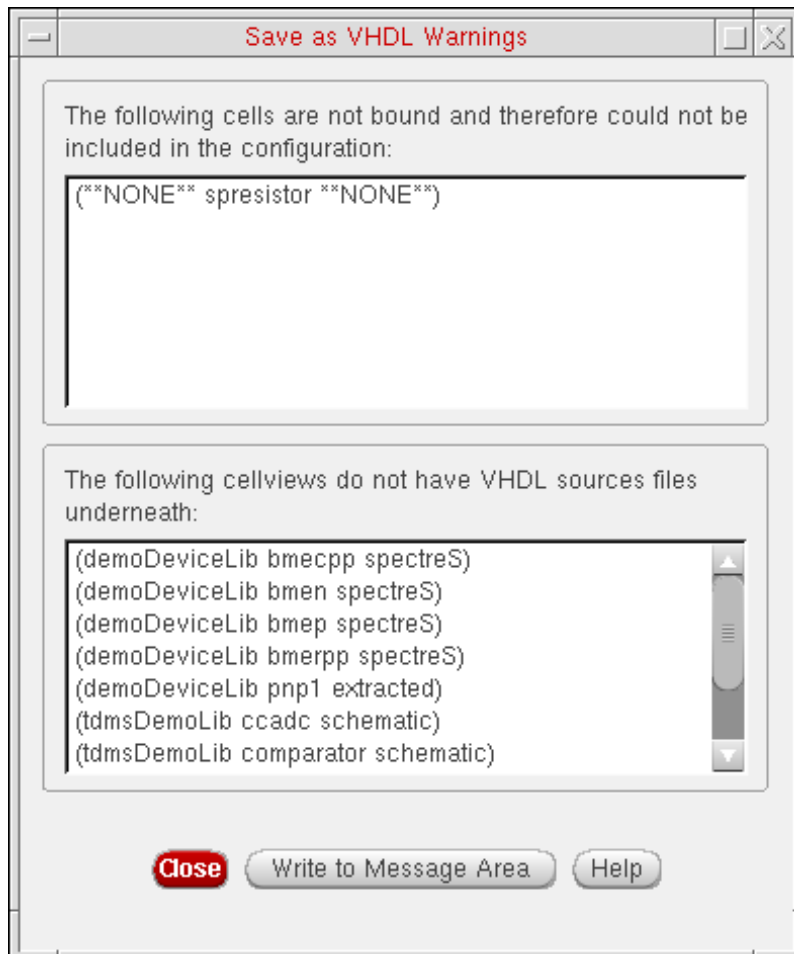 Save as VHDL Warnings
The following cells are not bound and therefore could not be
included in the configuration:
(**NONE** spresistor **NONE**)
The following cellviews do not have VHDL sources files
underneath:
(demoDeviceLib bmecpp spectreS)
(demoDeviceLib bmen spectreS)
(demoDeviceLib bmep spectreS)
(demoDeviceLib bmerpp spectreS)
(demoDeviceLib pnp1 extracted)
(tdmsDemoLib ccadc schematic)
(tdmsDemoLib comparator schematic)
Close Write to Message Area Help